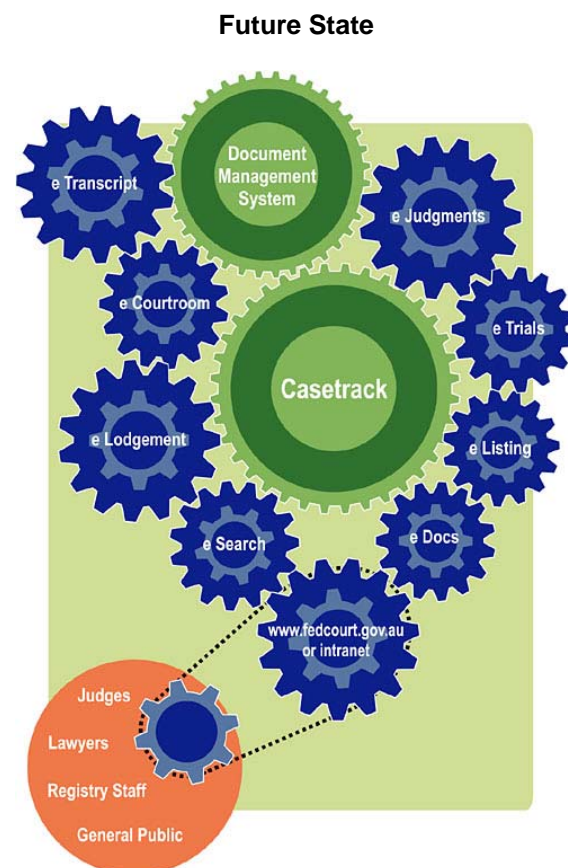 Future State
Document
Management
System
e Transcript
e Judgments
e Courtroom
e Trials
Casetrack
e Lodgement
e Listing
e Search
e Docs
www.fedcourt.gov.au
or intranet
Judges
Lawyers
Registry Staff
General Public